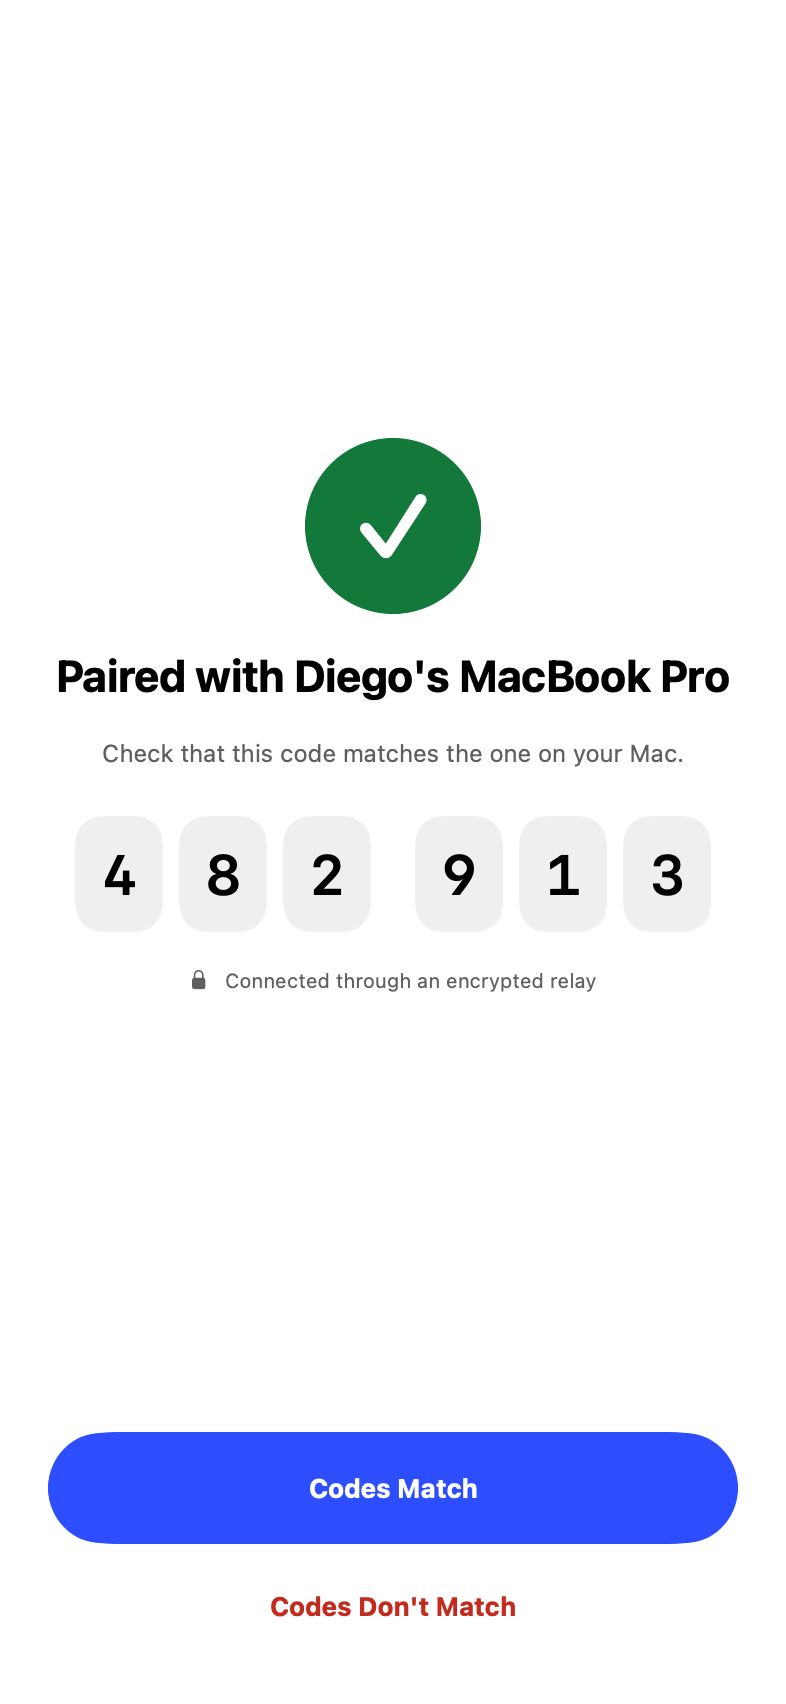 Paired with Diego's MacBook Pro
Check that this code matches the one on your Mac.
4 8 2 9 1 3
Connected through an encrypted relay
Codes Match
Codes Don't Match